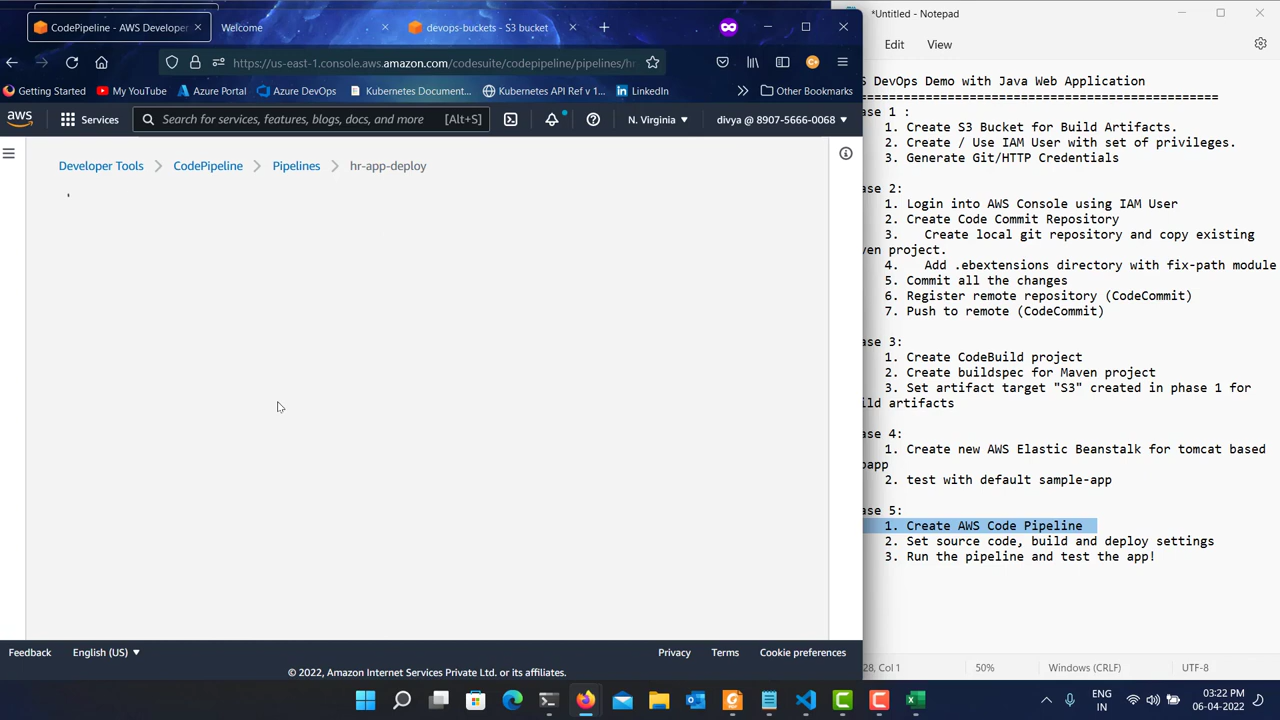 CodePipeline - AWS Developer
Welcome
devops-buckets - S3 bucket
https://us-east-1.console.aws.amazon.com/codesuite/codepipeline/pipelines/hr
Getting Started
My YouTube
Azure Portal
Azure DevOps
Kubernetes Document...
Kubernetes API Ref v 1...
LinkedIn
Other Bookmarks
aws
Services
Search for services, features, blogs, docs, and more
[Alt+S]
N. Virginia
divya @ 8907-5666-0068
Developer Tools
CodePipeline
Pipelines
hr-app-deploy
Feedback
English (US)
Privacy
Terms
Cookie preferences
© 2022, Amazon Internet Services Private Ltd. or its affiliates.
*Untitled - Notepad
Edit
View
S DevOps Demo with Java Web Application
================================================
ase 1 :
1. Create S3 Bucket for Build Artifacts.
2. Create / Use IAM User with set of privileges.
3. Generate Git/HTTP Credentials
ase 2:
1. Login into AWS Console using IAM User
2. Create Code Commit Repository
3. Create local git repository and copy existing
ven project.
4. Add .ebextensions directory with fix-path module
5. Commit all the changes
6. Register remote repository (CodeCommit)
7. Push to remote (CodeCommit)
ase 3:
1. Create CodeBuild project
2. Create buildspec for Maven project
3. Set artifact target "S3" created in phase 1 for
ild artifacts
ase 4:
1. Create new AWS Elastic Beanstalk for tomcat based
bapp
2. test with default sample-app
ase 5:
1. Create AWS Code Pipeline
2. Set source code, build and deploy settings
3. Run the pipeline and test the app!
28, Col 1
50%
Windows (CRLF)
UTF-8
ENG
IN
03:22 PM
06-04-2022